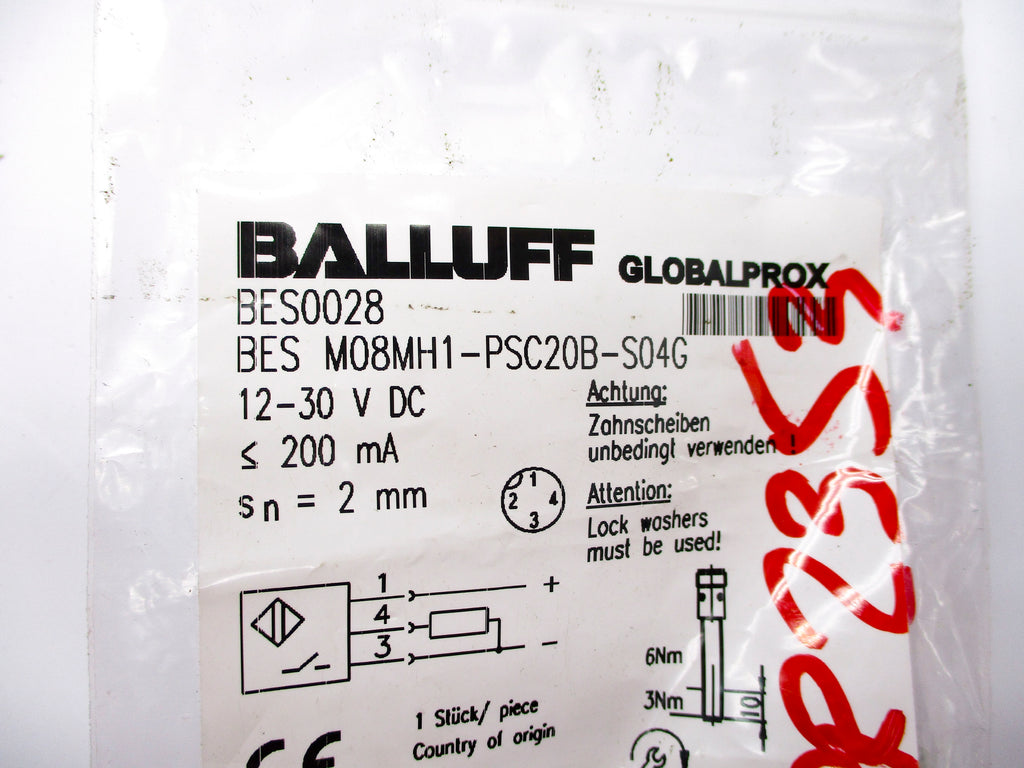 BALLUFF GLOBALPROX
BES0028
BES M08MH1-PSC20B-S04G
12-30 V DC
≤ 200 mA
sn = 2 mm
Achtung:
Zahnscheiben
unbedingt verwenden !
Attention:
Lock washers
must be used!
1
2 4
3
1 +
4
3 -
6Nm
3Nm
10
1 Stück/ piece
Country of origin
CE